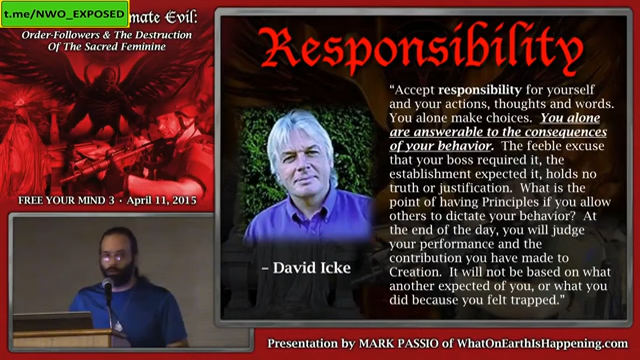 t.me/NWO_EXPOSED
mate Evil:
Order-Followers & The Destruction
Of The Sacred Feminine
FREE YOUR MIND 3 • April 11, 2015
Responsibility
“Accept responsibility for yourself
and your actions, thoughts and words.
You alone make choices. You alone
are answerable to the consequences
of your behavior. The feeble excuse
that your boss required it, the
establishment expected it, holds no
truth or justification. What is the
point of having Principles if you allow
others to dictate your behavior? At
the end of the day, you will judge
your performance and the
contribution you have made to
Creation. It will not be based on what
another expected of you, or what you
did because you felt trapped.”
– David Icke
Presentation by MARK PASSIO of WhatOnEarthIsHappening.com